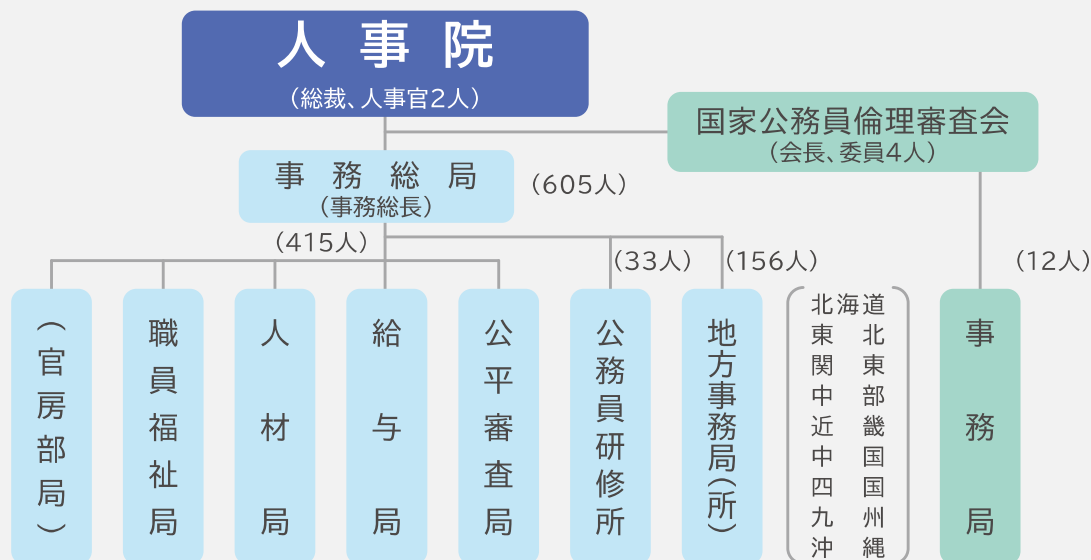 人事院
（総裁、人事官2人）
国家公務員倫理審査会
（会長、委員4人）
事務総局
（事務総長）
（605人）
（415人）
（33人）
（156人）
（12人）
（官房部局）
職員福祉局
人材局
給与局
公平審査局
公務員研修所
地方事務局（所）
北海道
東北
関東
中部
近畿
中国
四国
九州
沖縄
事務局